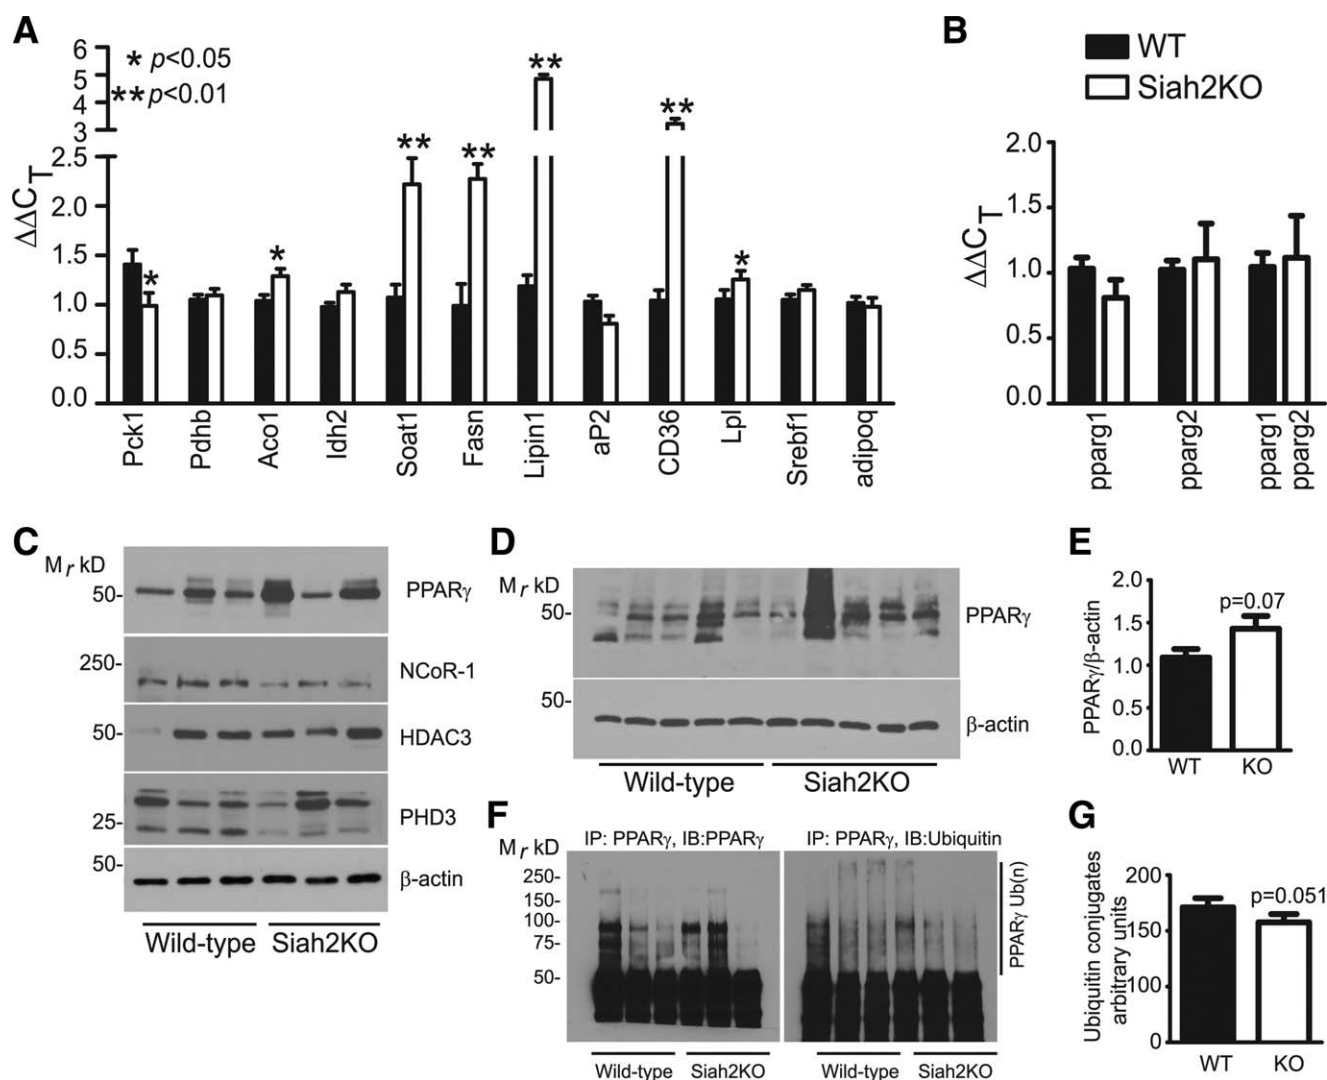 A
6
5
4
3
2.5
2.0
1.5
1.0
0.5
0.0
ΔΔCT
* p<0.05
** p<0.01
*
*
**
**
**
**
*
Pck1
Pdhb
Aco1
Idh2
Soat1
Fasn
Lipin1
aP2
CD36
Lpl
Srebf1
adipoq
B
WT
Siah2KO
2.0
1.5
1.0
0.5
0.0
ΔΔCT
pparg1
pparg2
pparg1
pparg2
C
Mr kD
50-
PPARγ
250-
NCoR-1
50-
HDAC3
25-
PHD3
50-
β-actin
Wild-type
Siah2KO
D
Mr kD
50-
PPARγ
50-
β-actin
Wild-type
Siah2KO
E
2.0
1.5
1.0
0.5
0.0
PPARγ/β-actin
p=0.07
WT
KO
F
IP: PPARγ, IB:PPARγ
IP: PPARγ, IB:Ubiquitin
Mr kD
250-
150-
100-
75-
50-
PPARγ Ub(n)
Wild-type
Siah2KO
Wild-type
Siah2KO
G
200
150
100
0
Ubiquitin conjugates
arbitrary units
p=0.051
WT
KO